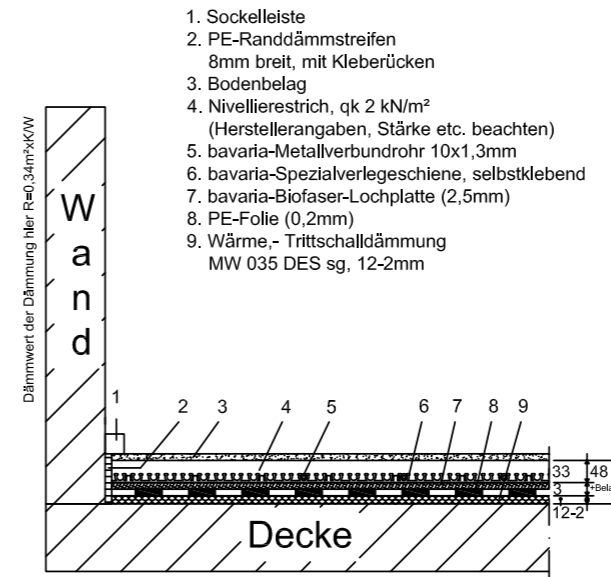 1. Sockelleiste
2. PE-Randdämmstreifen
8mm breit, mit Kleberücken
3. Bodenbelag
4. Nivellierestrich, qk 2 kN/m²
(Herstellerangaben, Stärke etc. beachten)
5. bavaria-Metallverbundrohr 10x1,3mm
6. bavaria-Spezialverlegeschiene, selbstklebend
7. bavaria-Biofaser-Lochplatte (2,5mm)
8. PE-Folie (0,2mm)
9. Wärme,- Trittschalldämmung
MW 035 DES sg, 12-2mm
Dämmwert der Dämmung hier R=0,34m²xK/W
Wand
1 2 3 4 5 6 7 8 9
33 48
3 +Bela
12-2
Decke